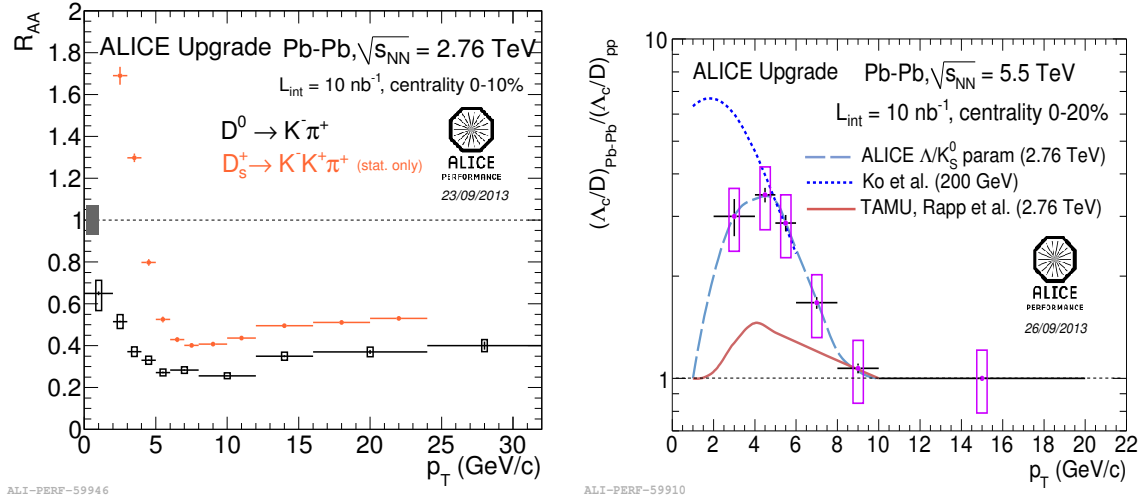 R_AA
2
1.8
1.6
1.4
1.2
1
0.8
0.6
0.4
0.2
0
ALICE Upgrade Pb-Pb, √s_NN = 2.76 TeV
L_int = 10 nb⁻¹, centrality 0-10%
D⁰ → K⁻π⁺
D_s⁺ → K⁻K⁺π⁺ (stat. only)
ALICE
PERFORMANCE
23/09/2013
0 5 10 15 20 25 30
p_T (GeV/c)
ALI-PERF-59946
(Λ_c/D)_Pb-Pb/(Λ_c/D)_pp
10
1
ALICE Upgrade Pb-Pb, √s_NN = 5.5 TeV
L_int = 10 nb⁻¹, centrality 0-20%
ALICE Λ/K_S⁰ param (2.76 TeV)
Ko et al. (200 GeV)
TAMU, Rapp et al. (2.76 TeV)
ALICE
PERFORMANCE
26/09/2013
0 2 4 6 8 10 12 14 16 18 20 22
p_T (GeV/c)
ALI-PERF-59910